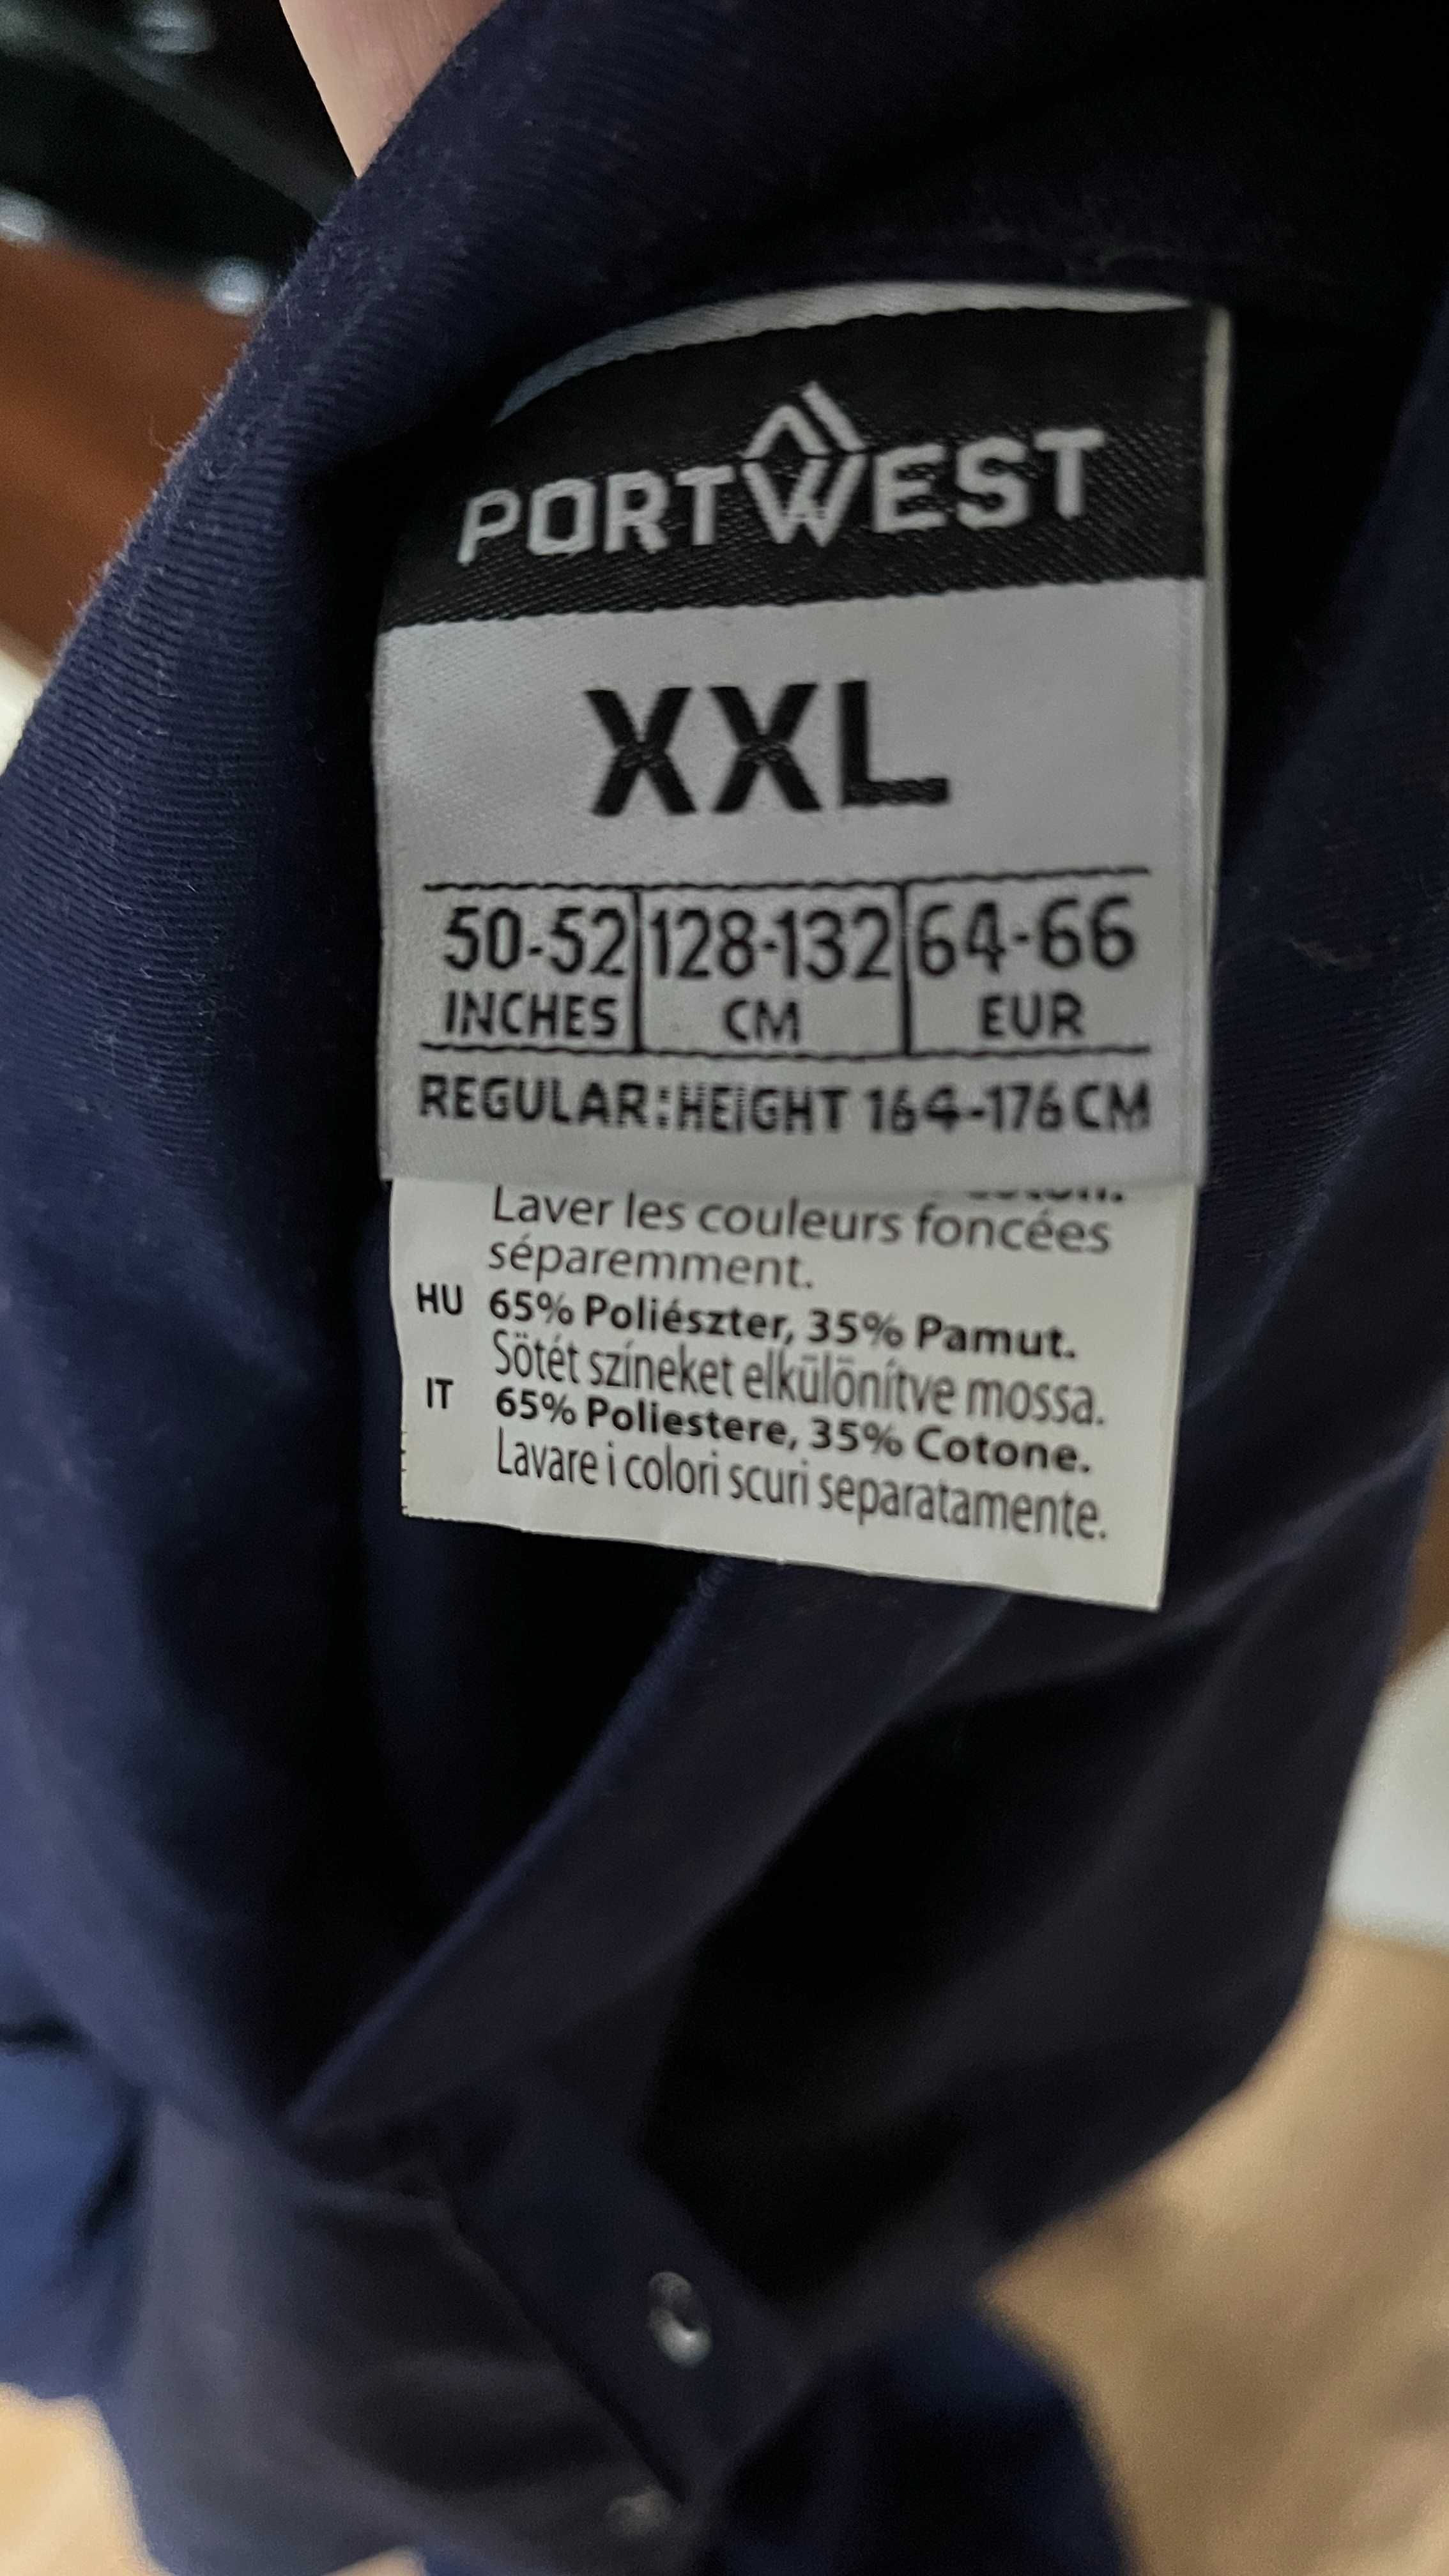 PORTWEST
XXL
50-52 128-132 64-66
INCHES CM EUR
REGULAR:HEIGHT 164-176CM
Laver les couleurs foncées
séparemment.
HU 65% Poliészter, 35% Pamut.
Sötét színeket elkülönítve mossa.
IT 65% Poliestere, 35% Cotone.
Lavare i colori scuri separatamente.